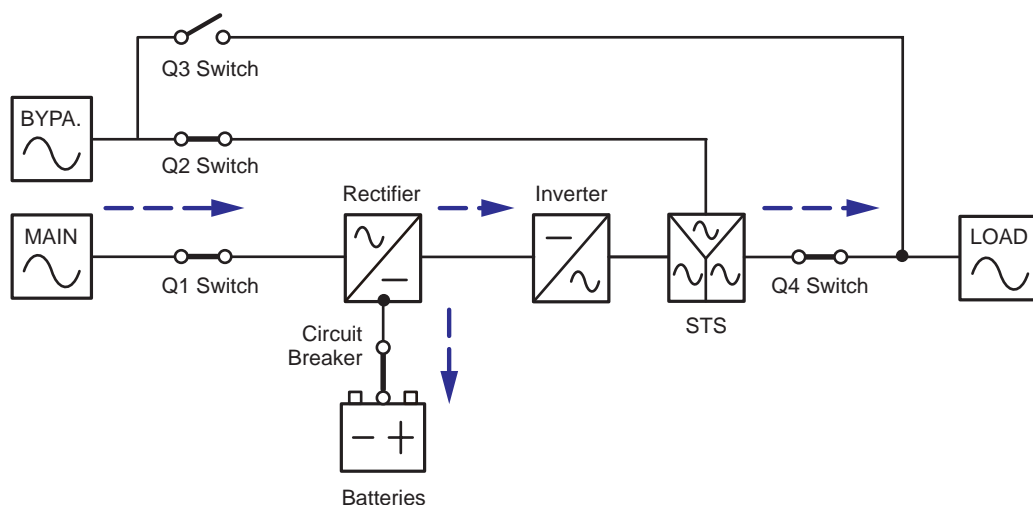 Q3 Switch
BYPA.
Q2 Switch
Rectifier
Inverter
MAIN
LOAD
Q1 Switch
Q4 Switch
STS
Circuit
Breaker
Batteries